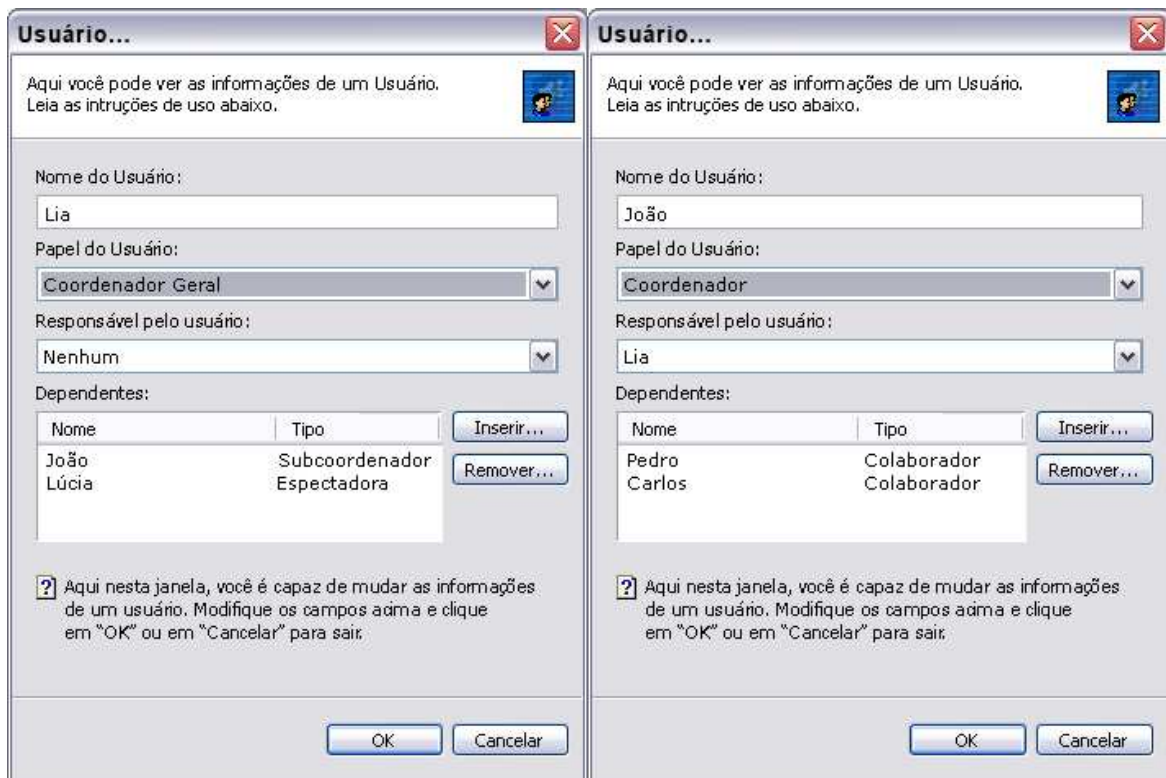 Usuário...
Aqui você pode ver as informações de um Usuário.
Leia as intruções de uso abaixo.
Nome do Usuário:
Lia
Papel do Usuário:
Coordenador Geral
Responsável pelo usuário:
Nenhum
Dependentes:
Nome Tipo Inserir...
João Subcoordenador
Lúcia Espectadora
Remover...
? Aqui nesta janela, você é capaz de mudar as informações
de um usuário. Modifique os campos acima e clique
em “OK” ou em “Cancelar” para sair.
OK Cancelar
Usuário...
Aqui você pode ver as informações de um Usuário.
Leia as intruções de uso abaixo.
Nome do Usuário:
João
Papel do Usuário:
Coordenador
Responsável pelo usuário:
Lia
Dependentes:
Nome Tipo Inserir...
Pedro Colaborador
Carlos Colaborador
Remover...
? Aqui nesta janela, você é capaz de mudar as informações
de um usuário. Modifique os campos acima e clique
em “OK” ou em “Cancelar” para sair.
OK Cancelar